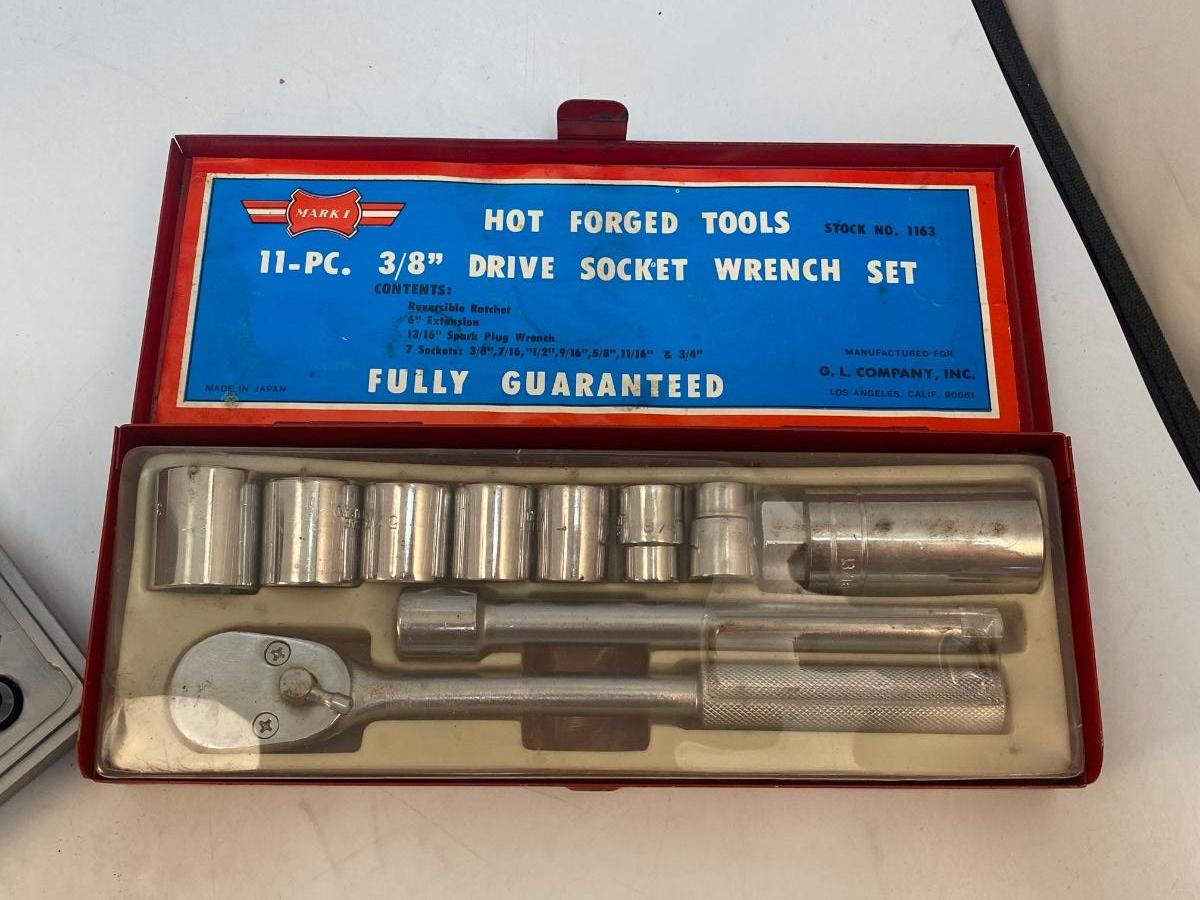 MARK I
HOT FORGED TOOLS
STOCK NO. 1163
11-PC. 3/8” DRIVE SOCKET WRENCH SET
CONTENTS:
Reversible Ratchet
6" Extension
13/16" Spark Plug Wrench
7 Sockets: 3/8",7/16,"1/2",9/16",5/8",11/16" & 3/4"
MANUFACTURED FOR
G. L. COMPANY, INC.
LOS ANGELES, CALIF. 90061
MADE IN JAPAN
FULLY GUARANTEED
13/16